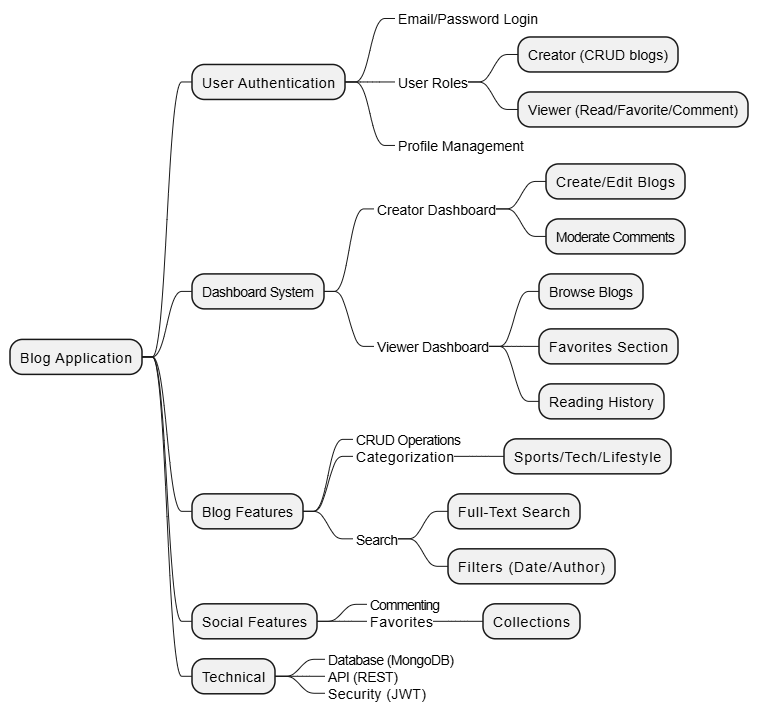 Blog Application
User Authentication
Email/Password Login
User Roles
Creator (CRUD blogs)
Viewer (Read/Favorite/Comment)
Profile Management
Dashboard System
Creator Dashboard
Create/Edit Blogs
Moderate Comments
Viewer Dashboard
Browse Blogs
Favorites Section
Reading History
Blog Features
CRUD Operations
Categorization
Sports/Tech/Lifestyle
Search
Full-Text Search
Filters (Date/Author)
Social Features
Commenting
Favorites
Collections
Technical
Database (MongoDB)
API (REST)
Security (JWT)